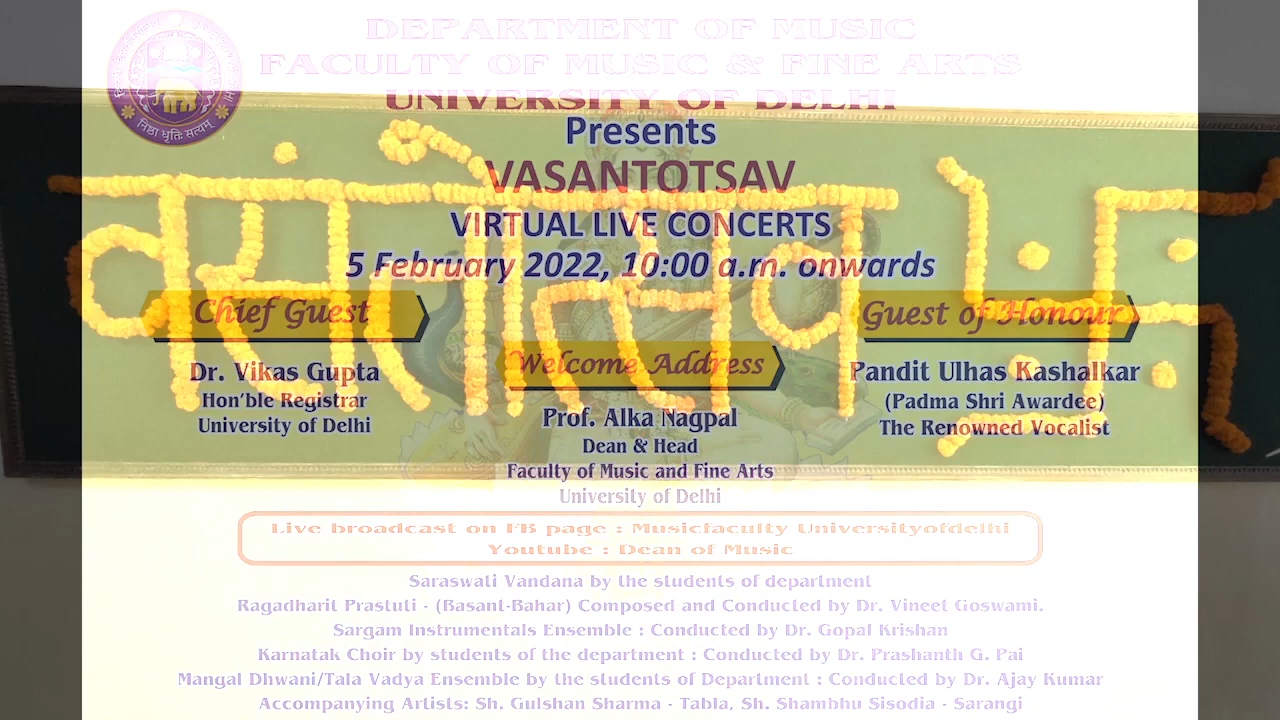 DEPARTMENT OF MUSIC
FACULTY OF MUSIC & FINE ARTS
UNIVERSITY OF DELHI
निष्ठा धृतिः सत्यम्
Presents
VASANTOTSAV
VIRTUAL LIVE CONCERTS
5 February 2022, 10:00 a.m. onwards
वसंतोत्सव
Chief Guest
Dr. Vikas Gupta
Hon'ble Registrar
University of Delhi
Welcome Address
Prof. Alka Nagpal
Dean & Head
Faculty of Music and Fine Arts
University of Delhi
Guest of Honour
Pandit Ulhas Kashalkar
(Padma Shri Awardee)
The Renowned Vocalist
Live broadcast on FB page : Musicfaculty Universityofdelhi
Youtube : Dean of Music
Saraswati Vandana by the students of department
Ragadharit Prastuti - (Basant-Bahar) Composed and Conducted by Dr. Vineet Goswami.
Sargam Instrumentals Ensemble : Conducted by Dr. Gopal Krishan
Karnatak Choir by students of the department : Conducted by Dr. Prashanth G. Pai
Mangal Dhwani/Tala Vadya Ensemble by the students of Department : Conducted by Dr. Ajay Kumar
Accompanying Artists: Sh. Gulshan Sharma - Tabla, Sh. Shambhu Sisodia - Sarangi